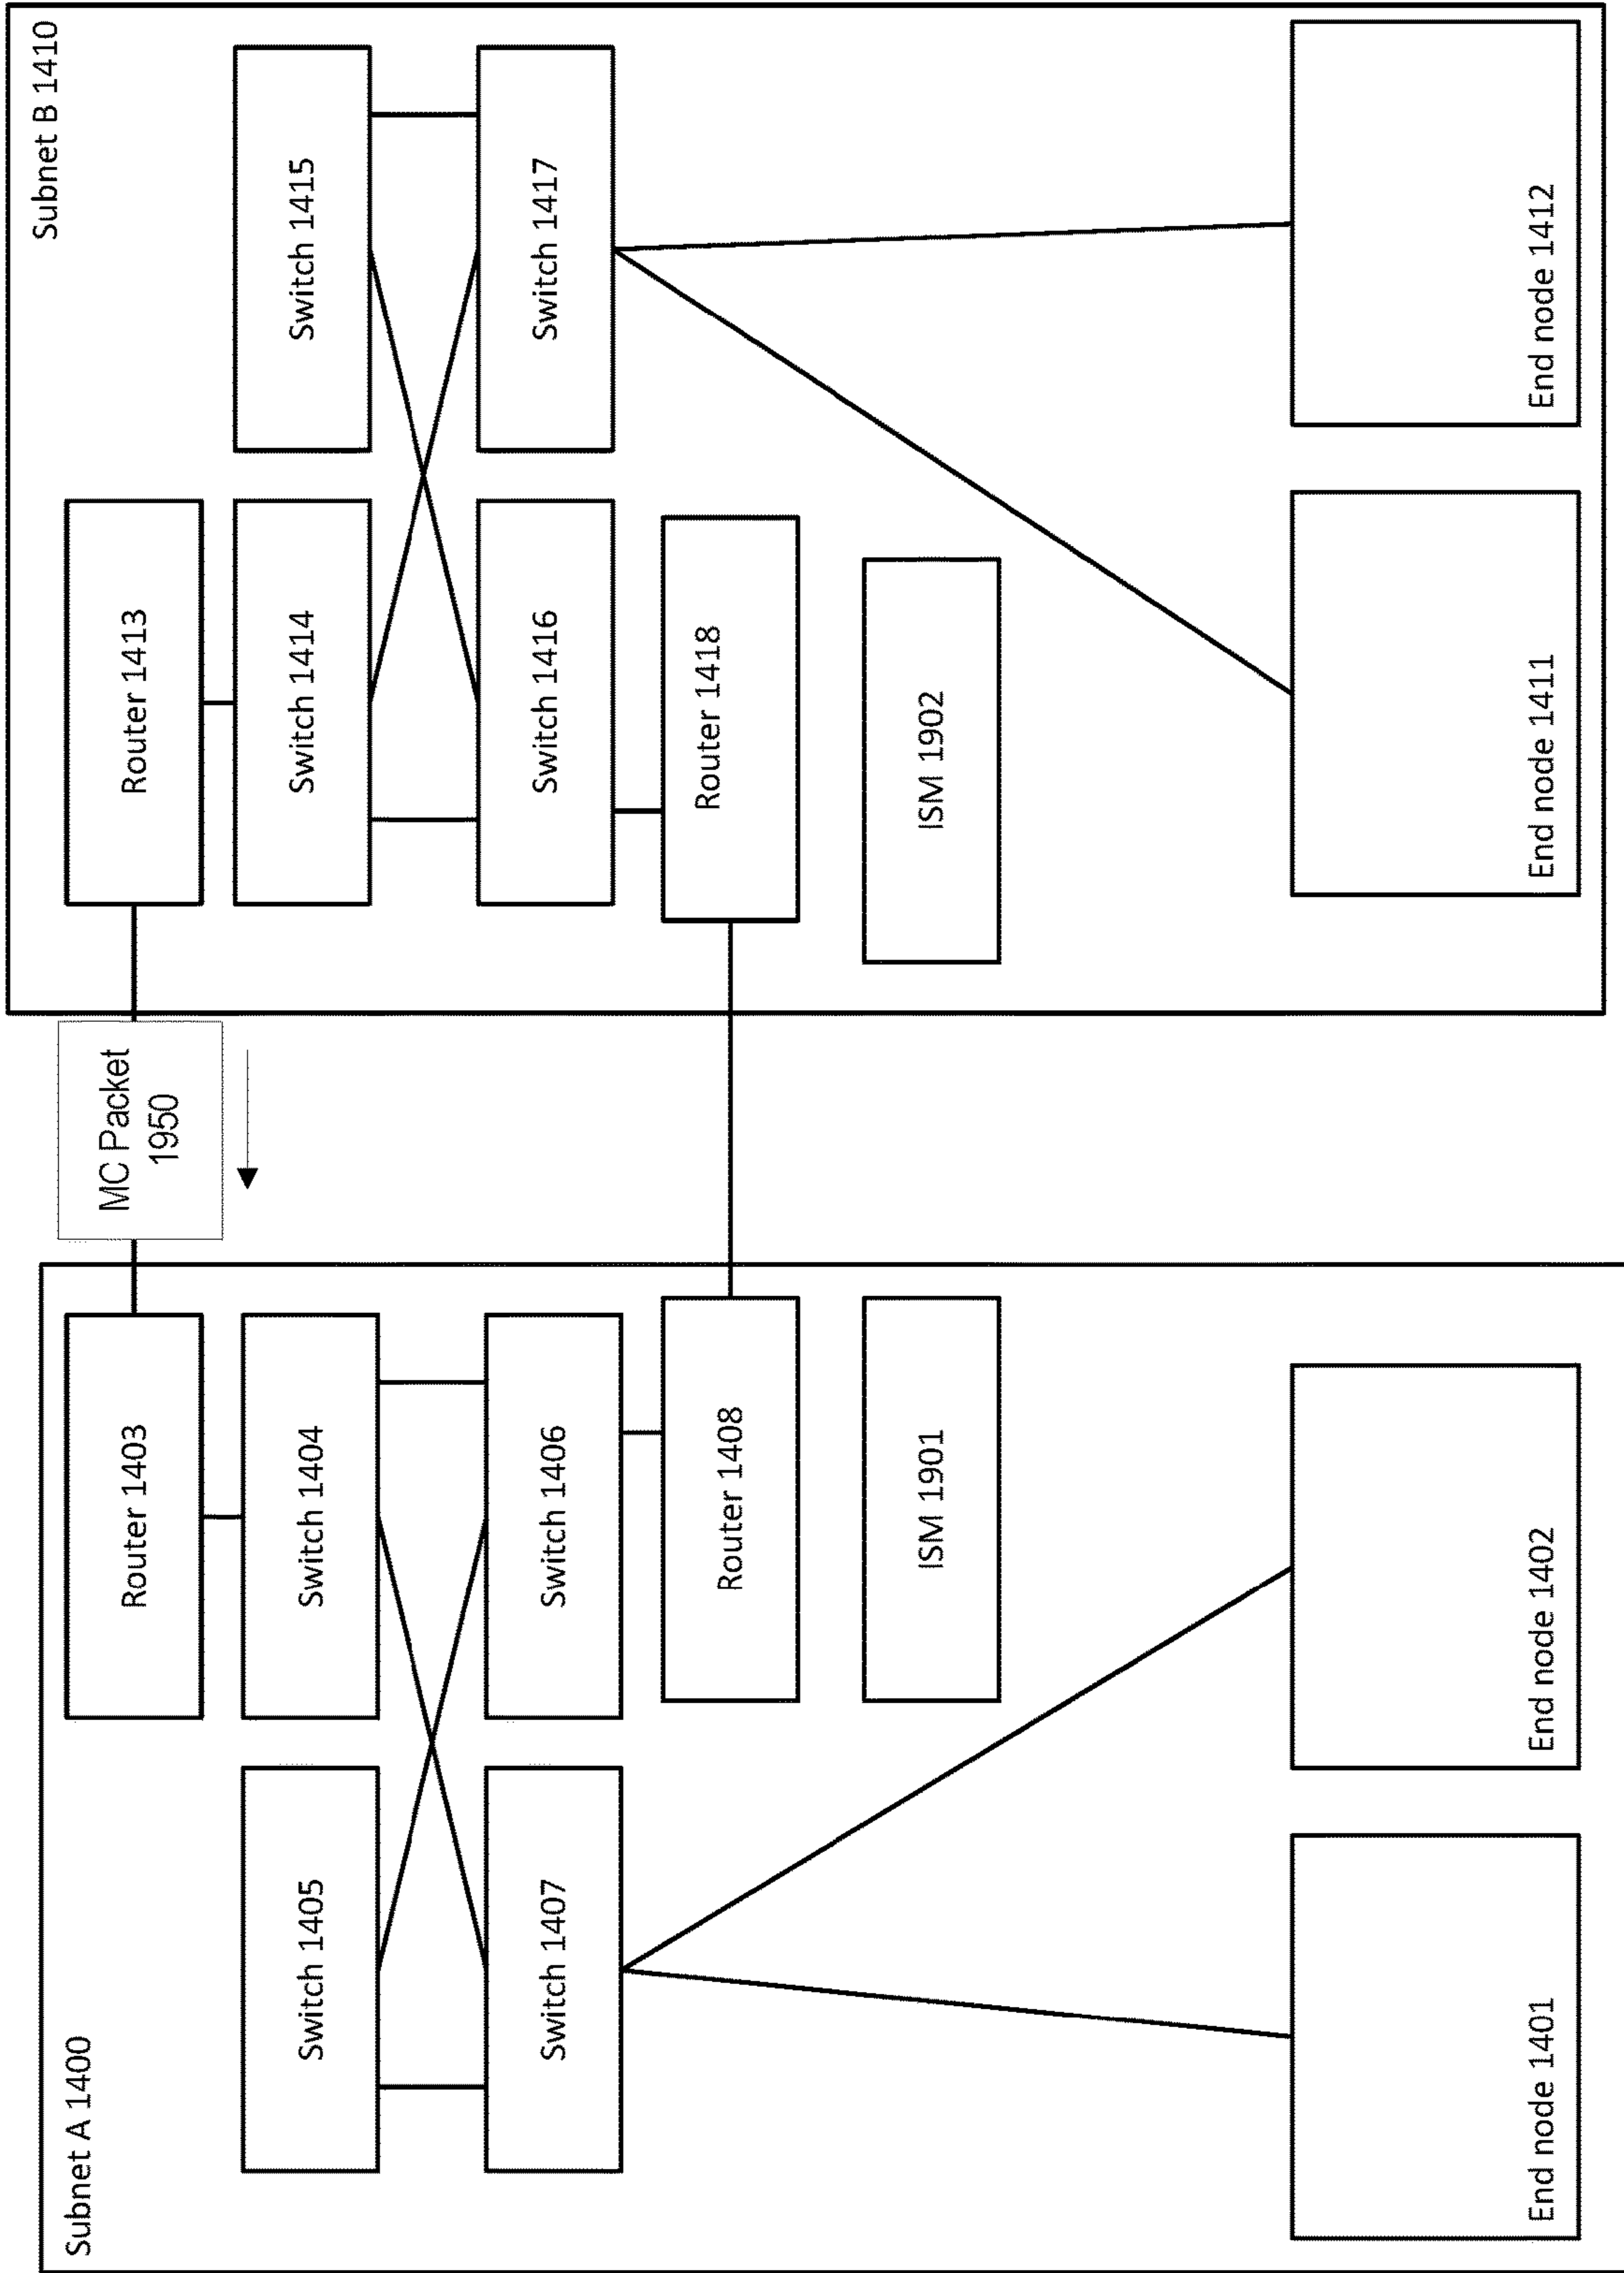 Subnet A 1400
Router 1403
Switch 1405
Switch 1404
Switch 1407
Switch 1406
Router 1408
ISM 1901
End node 1401
End node 1402
MC Packet
1950
Subnet B 1410
Router 1413
Switch 1414
Switch 1415
Switch 1416
Switch 1417
Router 1418
ISM 1902
End node 1411
End node 1412